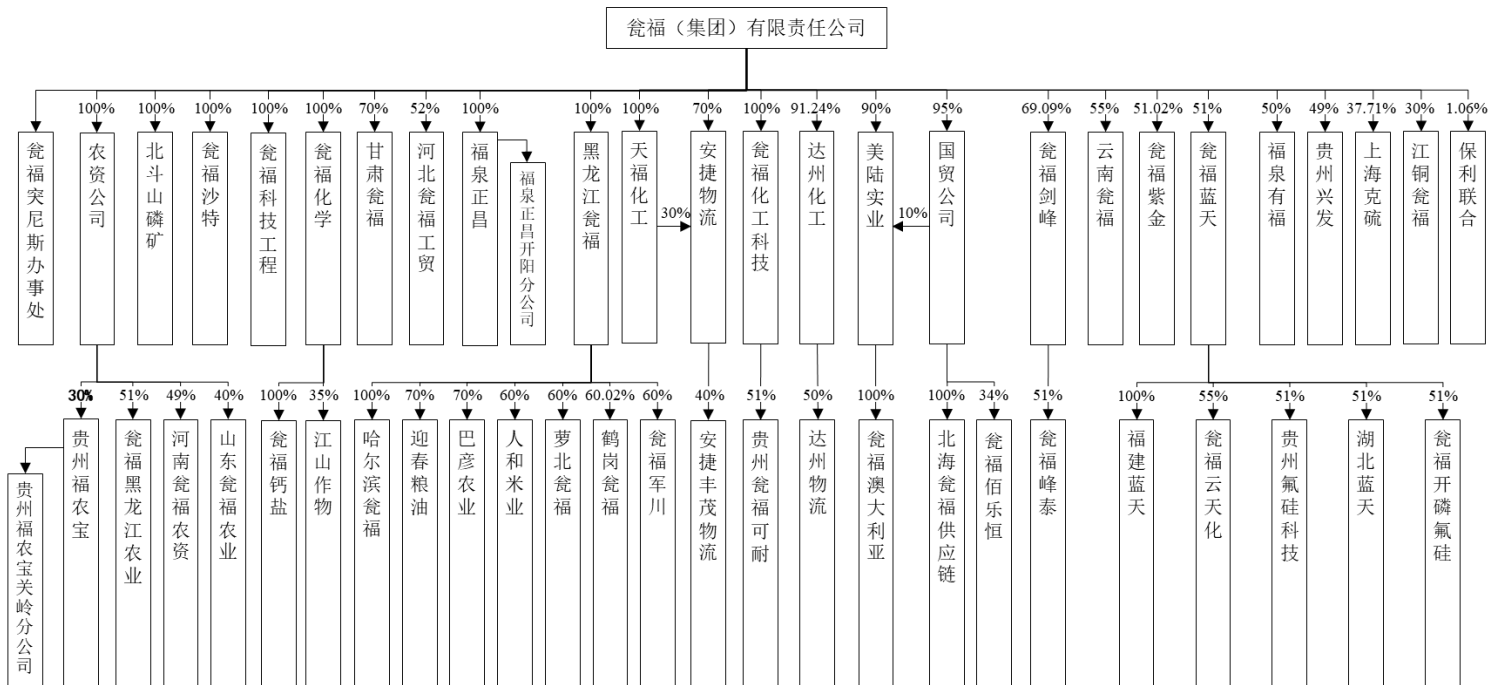 瓮福（集团）有限责任公司
100%
100%
100%
100%
100%
70%
52%
100%
100%
100%
70%
100%
91.24%
90%
95%
69.09%
55%
51.02%
51%
50%
49%
37.71%
30%
1.06%
瓮福突尼斯办事处
农资公司
北斗山磷矿
瓮福沙特
瓮福科技工程
瓮福化学
甘肃瓮福
河北瓮福工贸
福泉正昌
福泉正昌开阳分公司
黑龙江瓮福
天福化工
30%
安捷物流
瓮福化工科技
达州化工
美陆实业
10%
国贸公司
瓮福剑峰
云南瓮福
瓮福紫金
瓮福蓝天
福泉有福
贵州兴发
上海克硫
江铜瓮福
保利联合
30%
51%
49%
40%
100%
35%
100%
70%
70%
60%
60%
60.02%
60%
40%
51%
50%
100%
100%
34%
51%
100%
55%
51%
51%
51%
贵州福农宝关岭分公司
贵州福农宝
瓮福黑龙江农业
河南瓮福农资
山东瓮福农业
瓮福钙盐
江山作物
哈尔滨瓮福
迎春粮油
巴彦农业
人和米业
萝北瓮福
鹤岗瓮福
瓮福军川
安捷丰茂物流
贵州瓮福可耐
达州物流
瓮福澳大利亚
北海瓮福供应链
瓮福佰乐恒
瓮福峰泰
福建蓝天
瓮福云天化
贵州氟硅科技
湖北蓝天
瓮福开磷氟硅